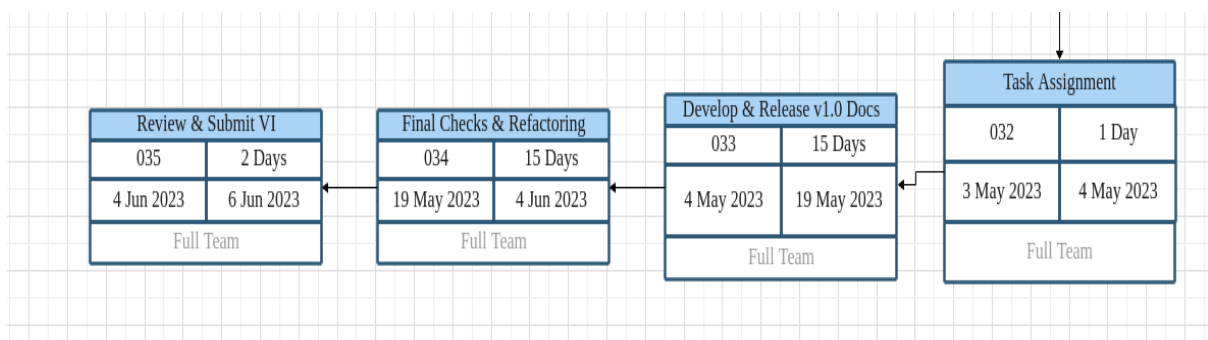 Task Assignment
032 1 Day
3 May 2023 4 May 2023
Full Team
Develop & Release v1.0 Docs
033 15 Days
4 May 2023 19 May 2023
Full Team
Final Checks & Refactoring
034 15 Days
19 May 2023 4 Jun 2023
Full Team
Review & Submit VI
035 2 Days
4 Jun 2023 6 Jun 2023
Full Team